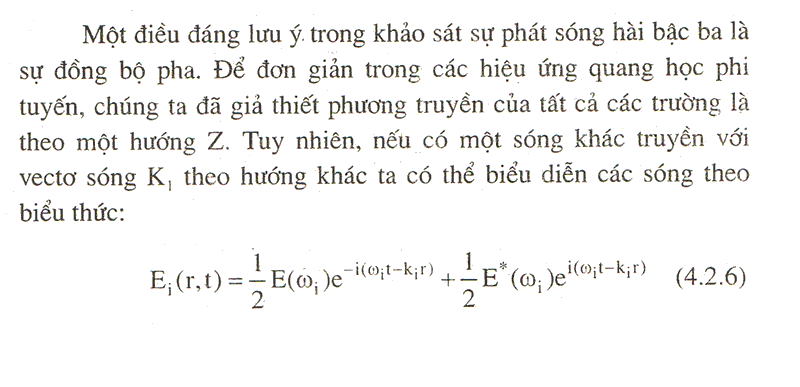 Một điều đáng lưu ý trong khảo sát sự phát sóng hài bậc ba là
sự đồng bộ pha. Để đơn giản trong các hiệu ứng quang học phi
tuyến, chúng ta đã giả thiết phương truyền của tất cả các trường là
theo một hướng Z. Tuy nhiên, nếu có một sóng khác truyền với
vectơ sóng K₁ theo hướng khác ta có thể biểu diễn các sóng theo
biểu thức:
Eᵢ(r,t) = 1/2 E(ωᵢ)e^{-i(ωᵢt-kᵢr)} + 1/2 E*(ωᵢ)e^{i(ωᵢt-kᵢr)} (4.2.6)